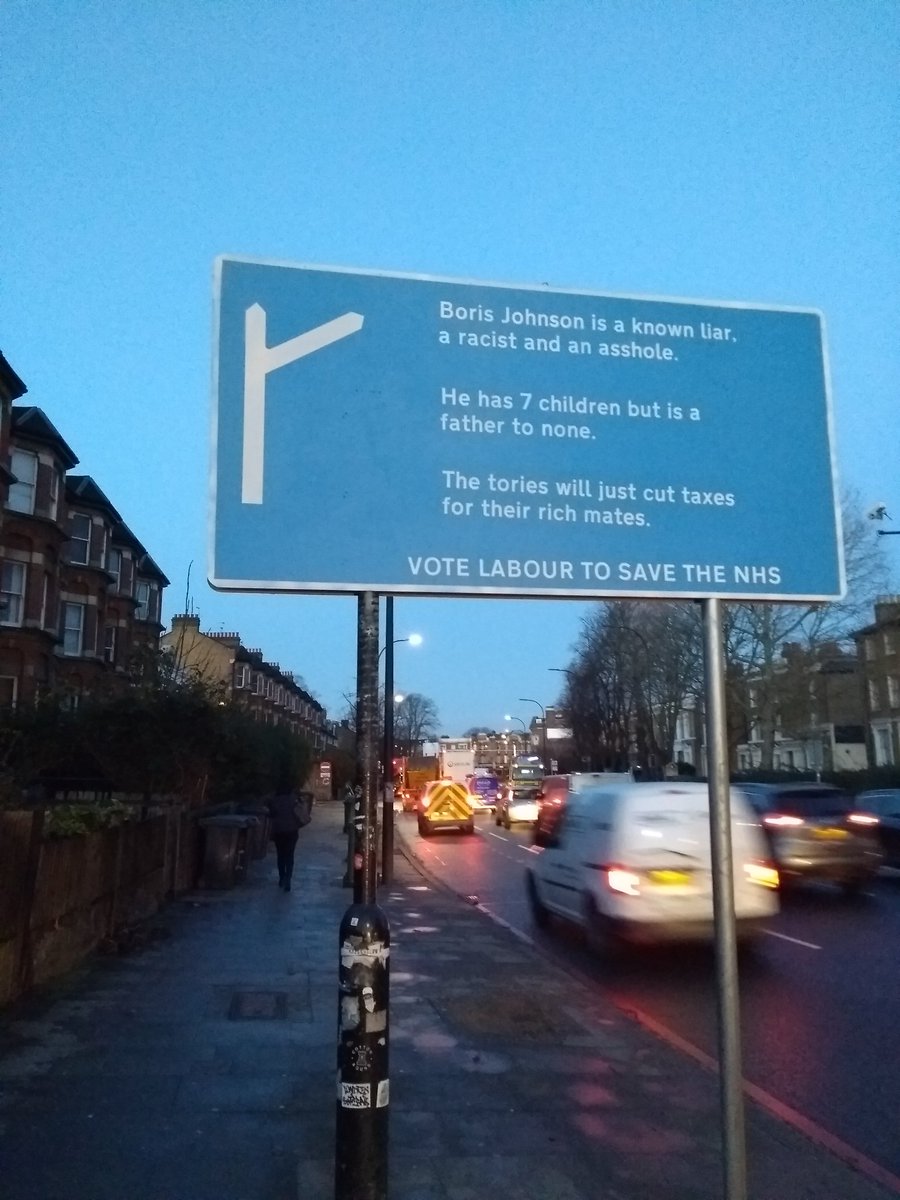 Boris Johnson is a known liar,
a racist and an asshole.
He has 7 children but is a
father to none.
The tories will just cut taxes
for their rich mates.
VOTE LABOUR TO SAVE THE NHS